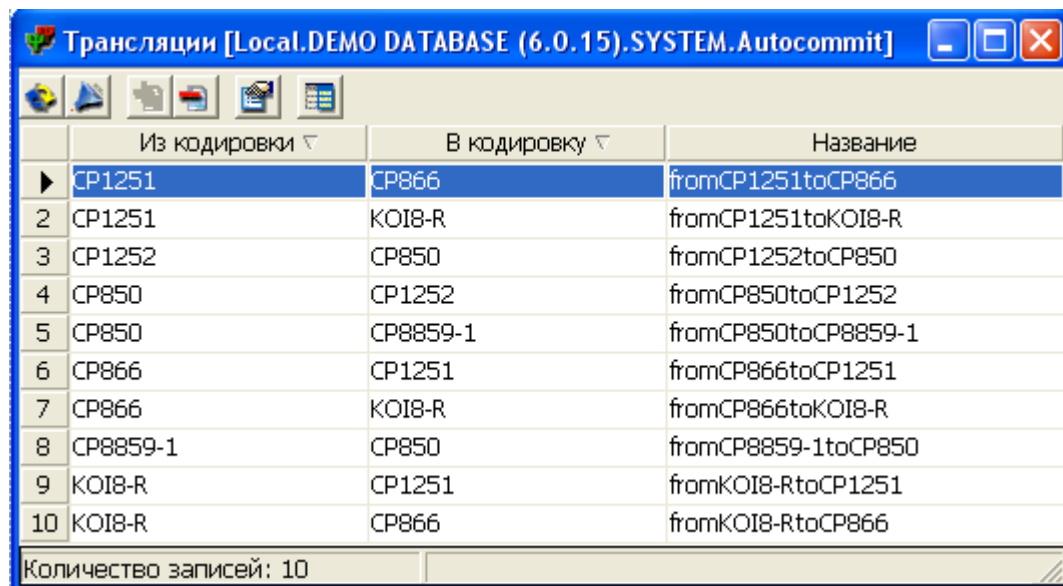 Трансляции [Local.DEMO DATABASE (6.0.15).SYSTEM.Autocommit]
Из кодировки В кодировку Название
CP1251 CP866 fromCP1251toCP866
2 CP1251 KOI8-R fromCP1251toKOI8-R
3 CP1252 CP850 fromCP1252toCP850
4 CP850 CP1252 fromCP850toCP1252
5 CP850 CP8859-1 fromCP850toCP8859-1
6 CP866 CP1251 fromCP866toCP1251
7 CP866 KOI8-R fromCP866toKOI8-R
8 CP8859-1 CP850 fromCP8859-1toCP850
9 KOI8-R CP1251 fromKOI8-RtoCP1251
10 KOI8-R CP866 fromKOI8-RtoCP866
Количество записей: 10